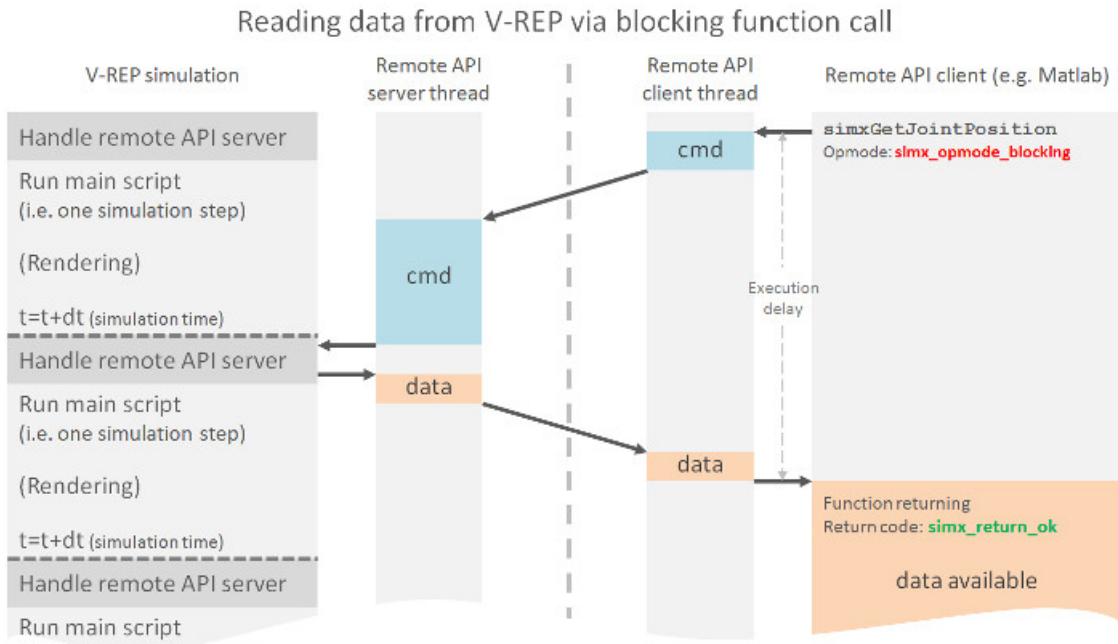 Reading data from V-REP via blocking function call
V-REP simulation
Remote API
server thread
Remote API
client thread
Remote API client (e.g. Matlab)
Handle remote API server
Run main script
(i.e. one simulation step)
(Rendering)
t=t+dt (simulation time)
Handle remote API server
Run main script
(i.e. one simulation step)
(Rendering)
t=t+dt (simulation time)
Handle remote API server
Run main script
cmd
data
cmd
data
simxGetJointPosition
Opmode: simx_opmode_blocking
Execution
delay
Function returning
Return code: simx_return_ok
data available